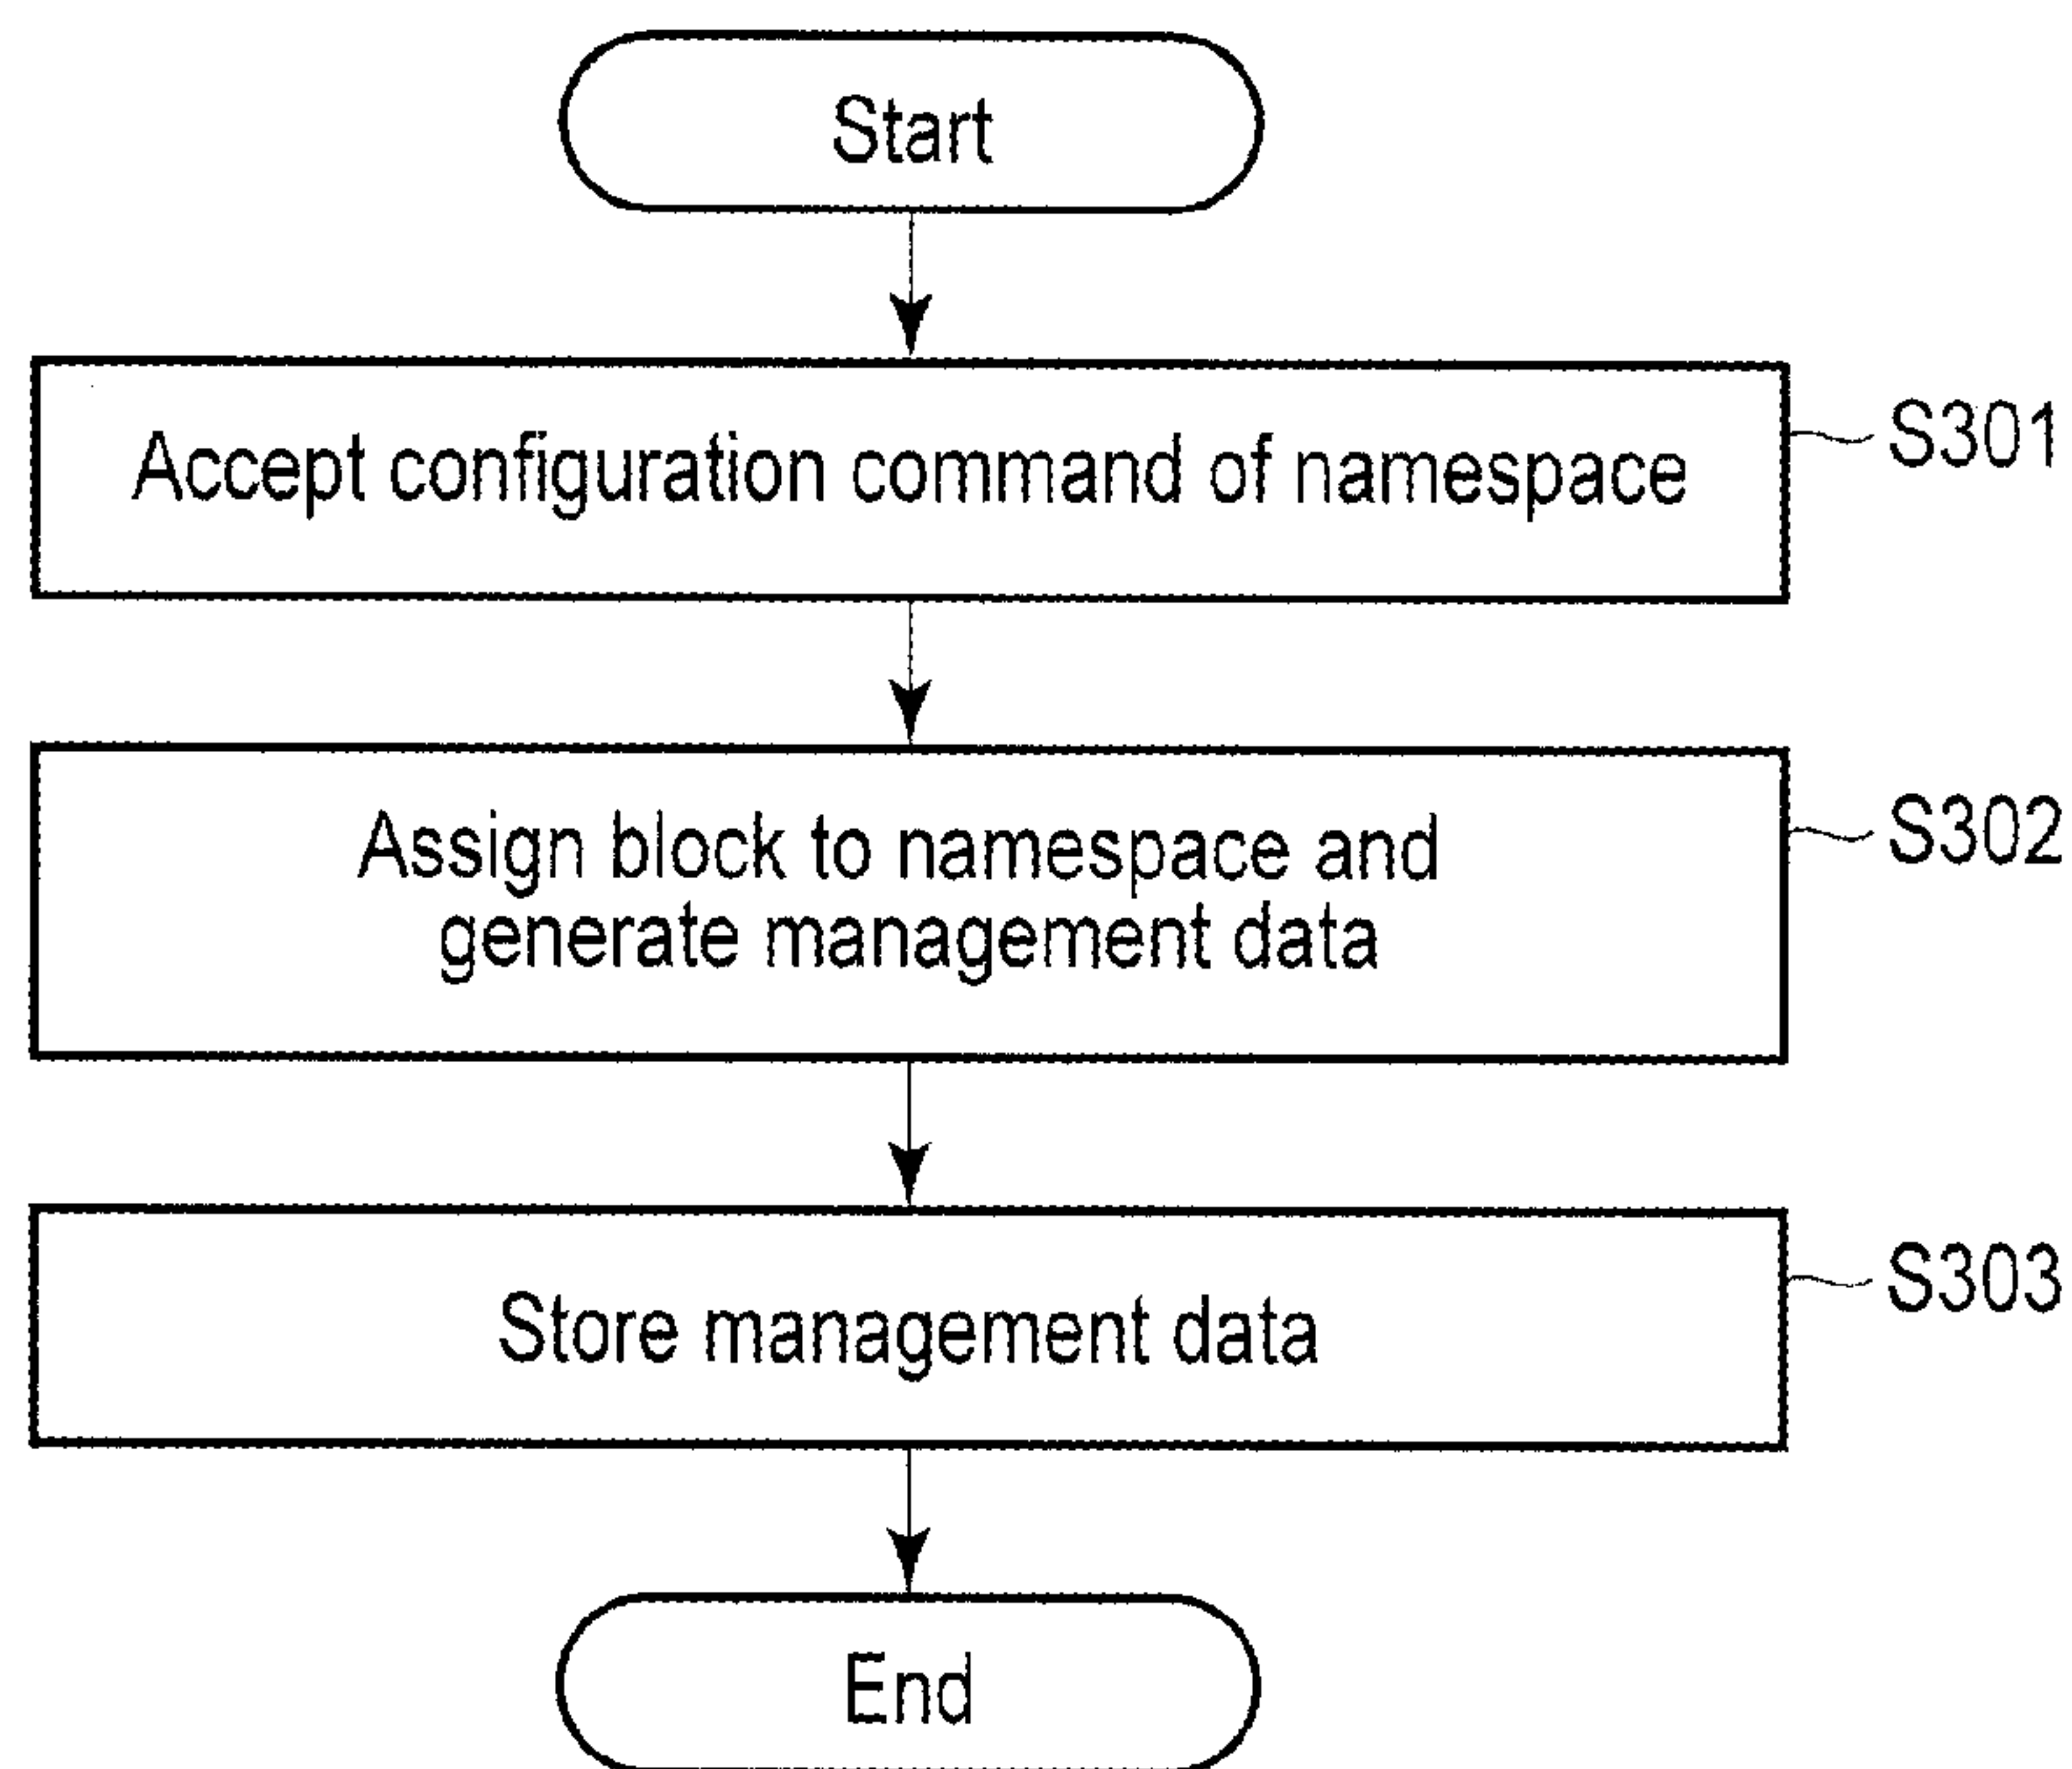 Start
Accept configuration command of namespace
S301
Assign block to namespace and
generate management data
S302
Store management data
S303
End